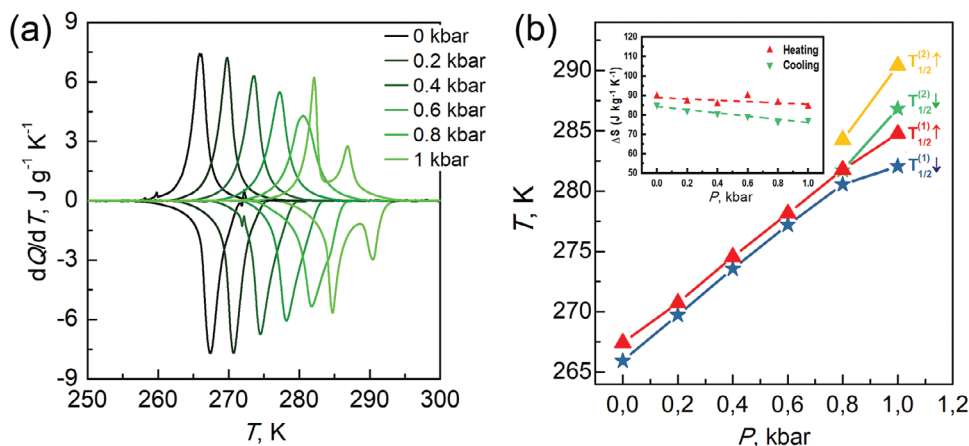 (a)
9
6
3
0
-3
-6
-9
dQ/dT, J g⁻¹ K⁻¹
0 kbar
0.2 kbar
0.4 kbar
0.6 kbar
0.8 kbar
1 kbar
250 260 270 280 290 300
T, K
(b)
290
285
280
275
270
265
T, K
120
110
100
90
80
70
60
50
ΔS (J kg⁻¹ K⁻¹)
Heating
Cooling
0.0 0.2 0.4 0.6 0.8 1.0
P, kbar
T₁/₂⁽²⁾↑
T₁/₂⁽²⁾↓
T₁/₂⁽¹⁾↑
T₁/₂⁽¹⁾↓
0,0 0,2 0,4 0,6 0,8 1,0 1,2
P, kbar